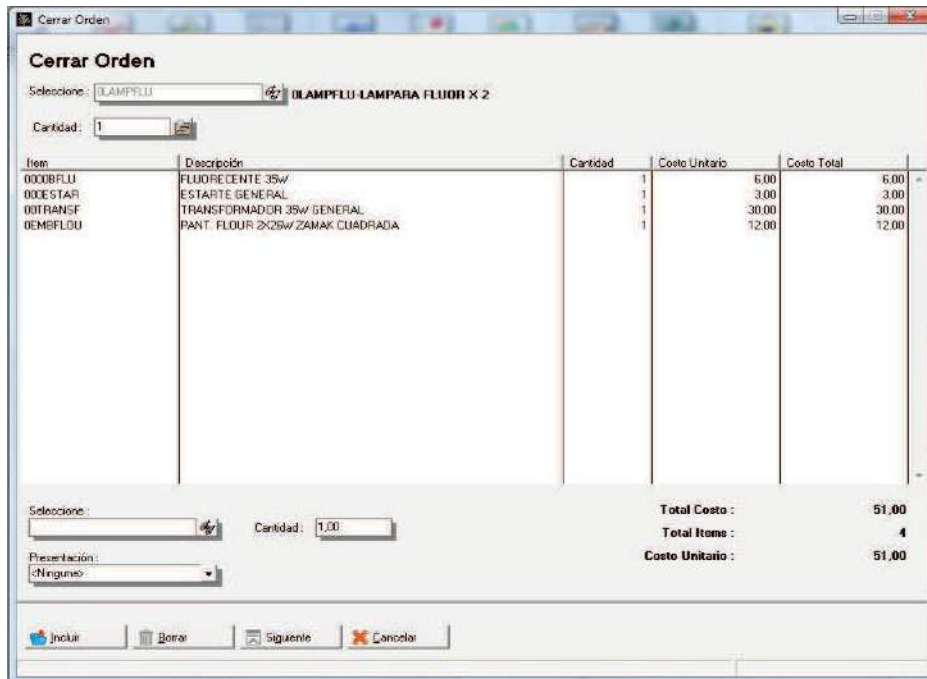 Cerrar Orden
Cerrar Orden
Seleccione: 0LAMPFLU 0LAMPFLU-LAMPARA FLUOR X 2
Cantidad: 1
Item Descripción Cantidad Costo Unitario Costo Total
0000BFLU FLUORECENTE 35W 1 6,00 6,00
000ESTAR ESTARTE GENERAL 1 3,00 3,00
00TRANSF TRANSFORMADOR 35W GENERAL 1 30,00 30,00
0EMBFLOU PANT. FLOUR 2X26W ZAMAK CUADRADA 1 12,00 12,00
Seleccione: Total Costo: 51,00
Cantidad: 1,00
Total Items: 4
Presentación: Costo Unitario: 51,00
<Ninguna>
Incluir Borrar Siguiente Cancelar